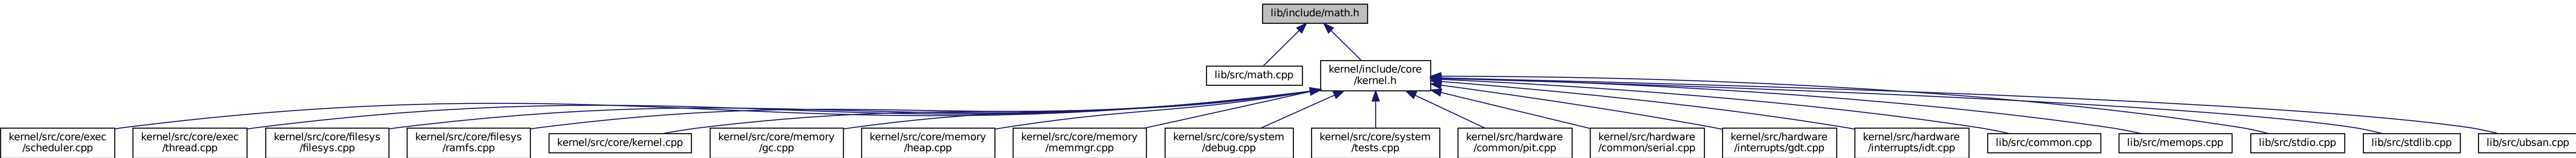 lib/include/math.h
lib/src/math.cpp
kernel/include/core
/kernel.h
kernel/src/core/exec
/scheduler.cpp
kernel/src/core/exec
/thread.cpp
kernel/src/core/filesys
/filesys.cpp
kernel/src/core/filesys
/ramfs.cpp
kernel/src/core/kernel.cpp
kernel/src/core/memory
/gc.cpp
kernel/src/core/memory
/heap.cpp
kernel/src/core/memory
/memmgr.cpp
kernel/src/core/system
/debug.cpp
kernel/src/core/system
/tests.cpp
kernel/src/hardware
/common/pit.cpp
kernel/src/hardware
/common/serial.cpp
kernel/src/hardware
/interrupts/gdt.cpp
kernel/src/hardware
/interrupts/idt.cpp
lib/src/common.cpp
lib/src/memops.cpp
lib/src/stdio.cpp
lib/src/stdlib.cpp
lib/src/ubsan.cpp